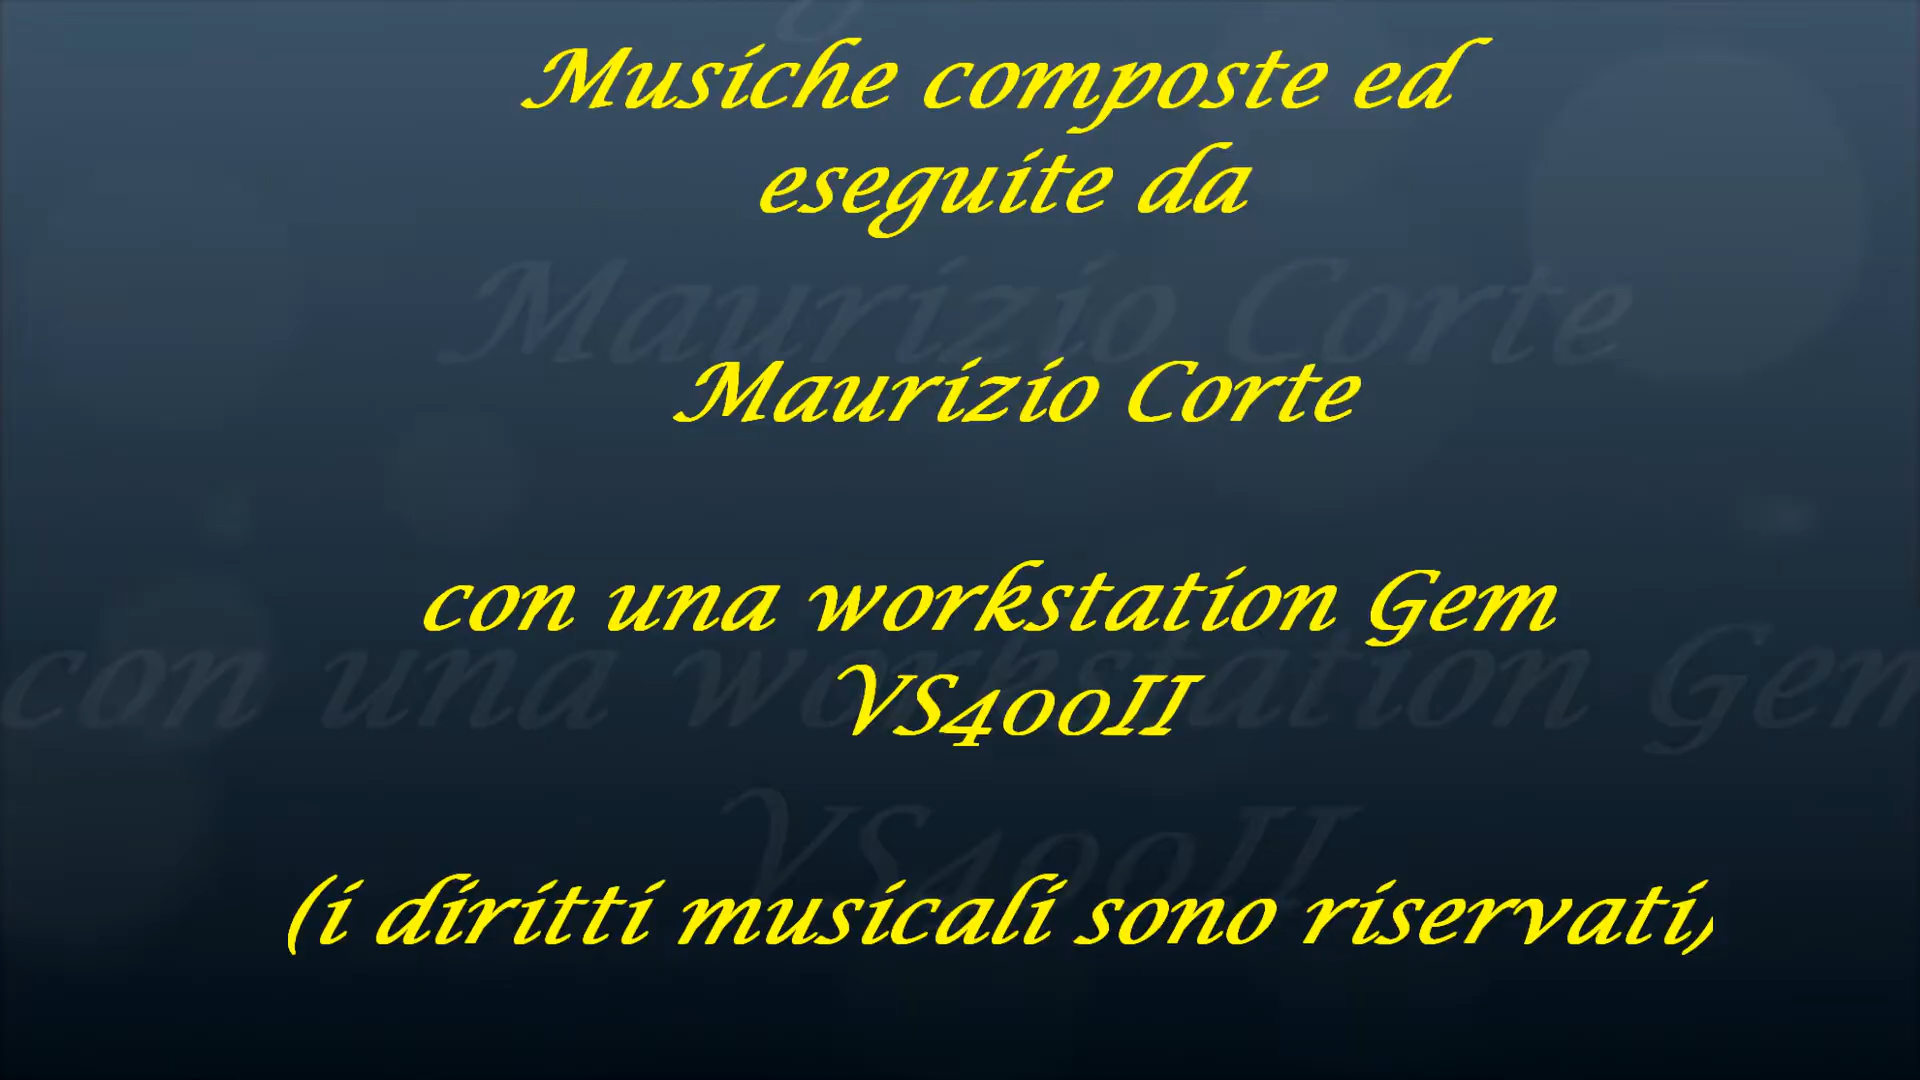 Musiche composte ed
eseguite da
Maurizio Corte
con una workstation Gem
VS400II
(i diritti musicali sono riservati)